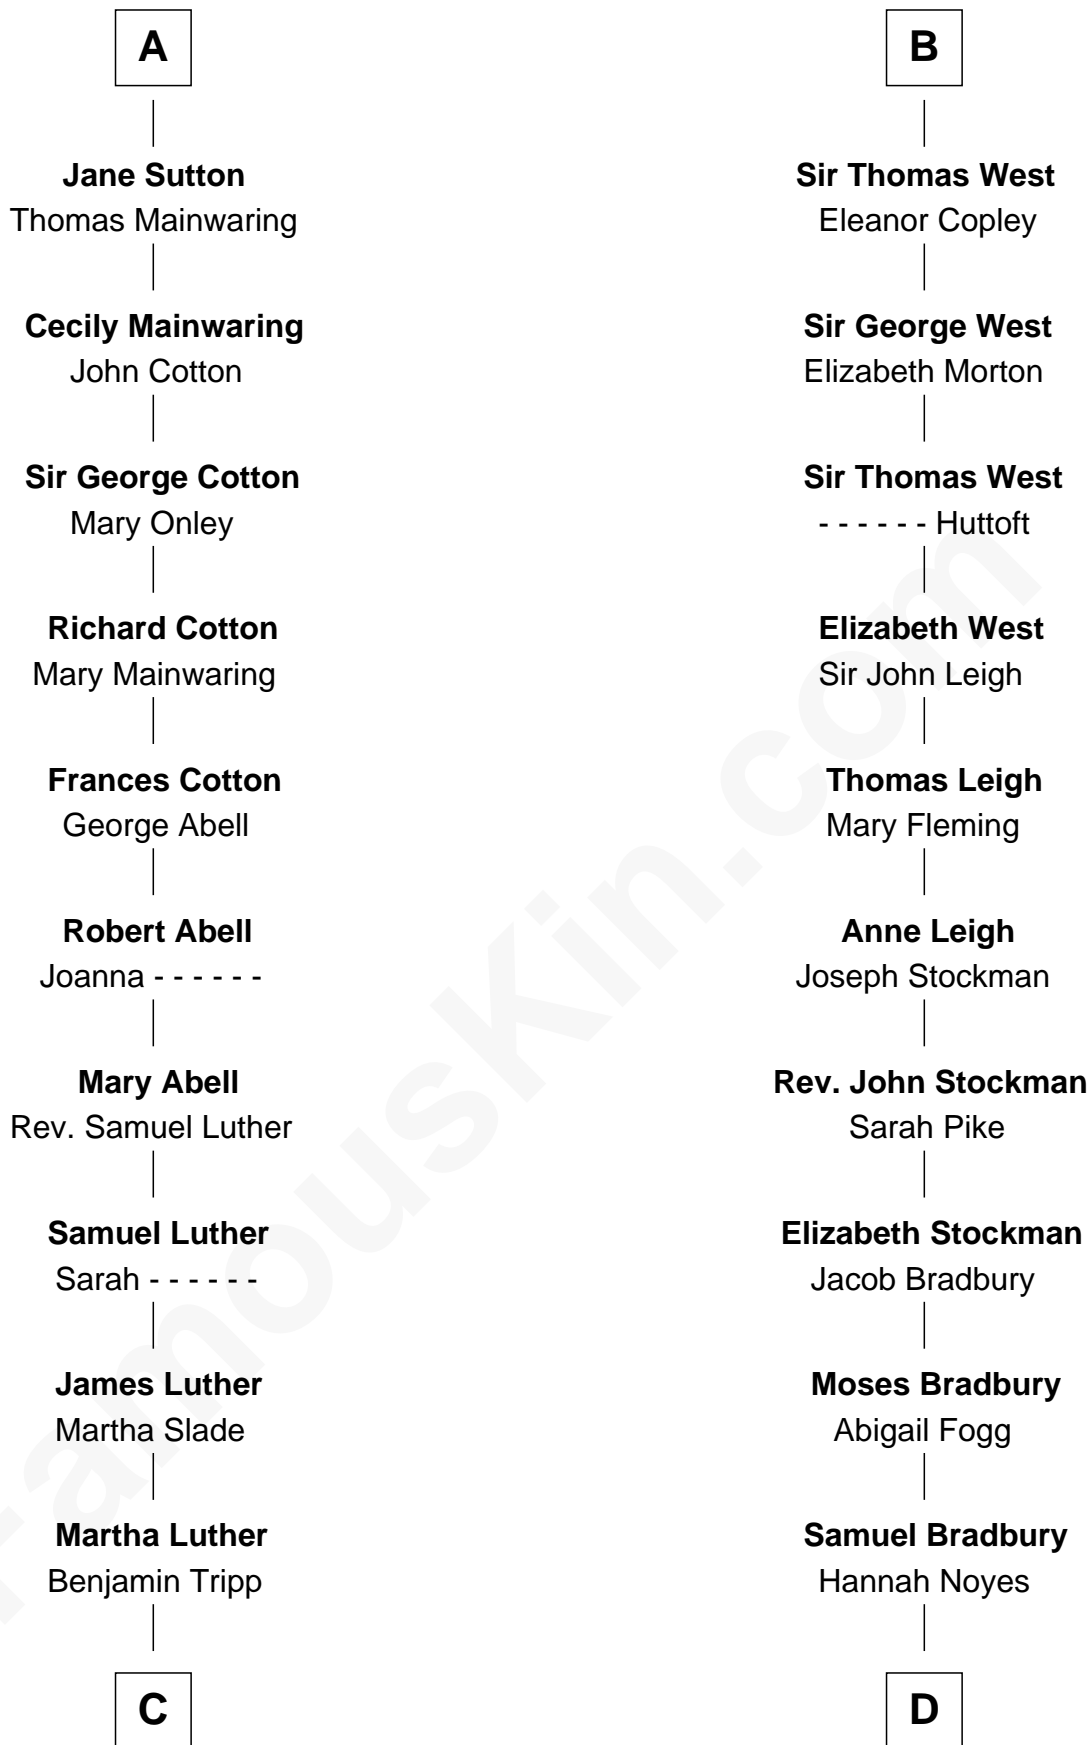 A
Jane Sutton
Thomas Mainwaring
Cecily Mainwaring
John Cotton
Sir George Cotton
Mary Onley
Richard Cotton
Mary Mainwaring
Frances Cotton
George Abell
Robert Abell
Joanna - - - - - -
Mary Abell
Rev. Samuel Luther
Samuel Luther
Sarah - - - - - -
James Luther
Martha Slade
Martha Luther
Benjamin Tripp
C
B
Sir Thomas West
Eleanor Copley
Sir George West
Elizabeth Morton
Sir Thomas West
- - - - - - Huttoft
Elizabeth West
Sir John Leigh
Thomas Leigh
Mary Fleming
Anne Leigh
Joseph Stockman
Rev. John Stockman
Sarah Pike
Elizabeth Stockman
Jacob Bradbury
Moses Bradbury
Abigail Fogg
Samuel Bradbury
Hannah Noyes
D
FamousKin.com